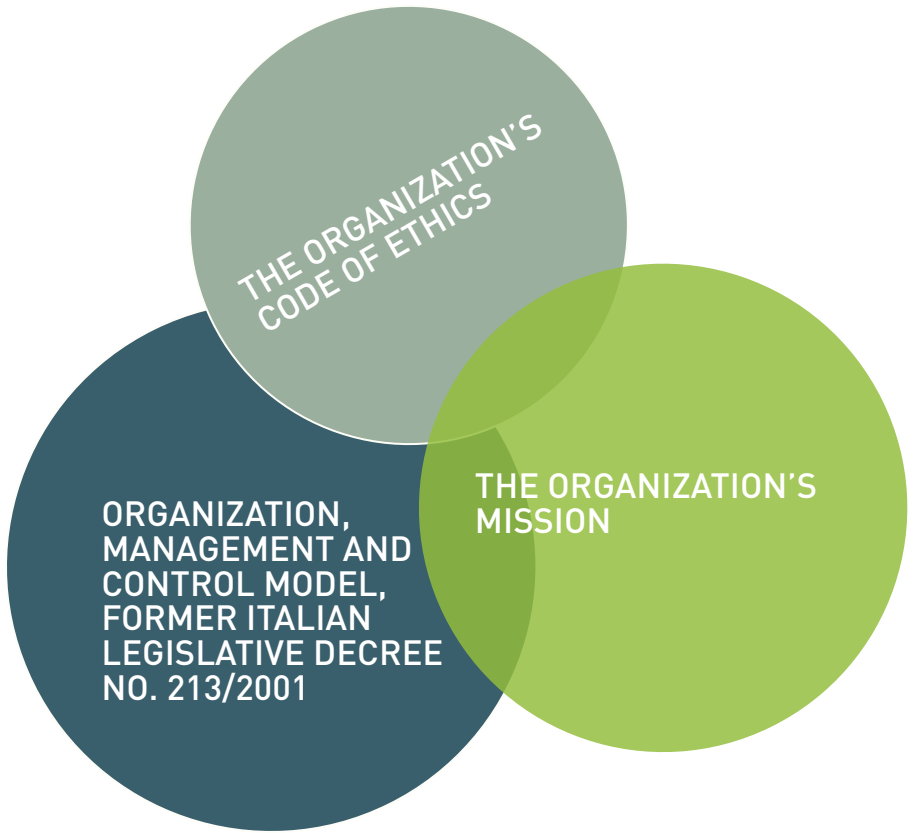 THE ORGANIZATION’S
CODE OF ETHICS
THE ORGANIZATION’S
MISSION
ORGANIZATION,
MANAGEMENT AND
CONTROL MODEL,
FORMER ITALIAN
LEGISLATIVE DECREE
NO. 213/2001